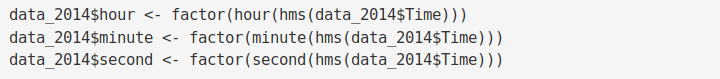 data_2014$hour <- factor(hour(hms(data_2014$Time)))
data_2014$minute <- factor(minute(hms(data_2014$Time)))
data_2014$second <- factor(second(hms(data_2014$Time)))